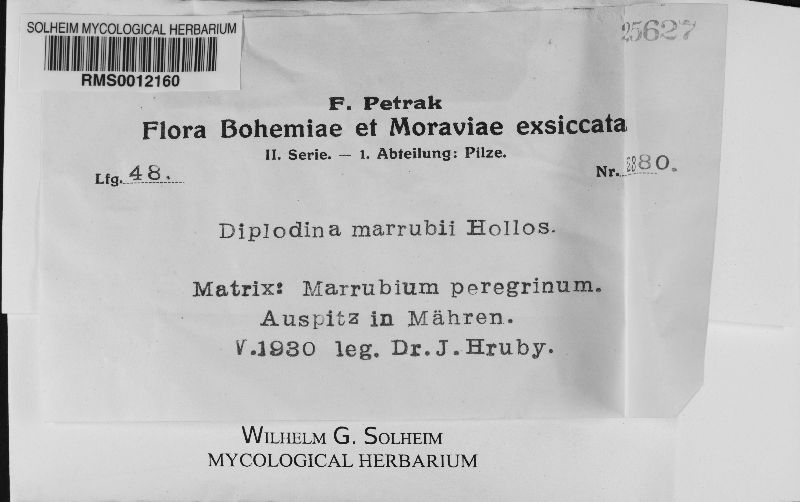 SOLHEIM MYCOLOGICAL HERBARIUM
RMS0012160
25627
F. Petrak
Flora Bohemiae et Moraviae exsiccata
II. Serie. — 1. Abteilung: Pilze.
Lfg. 48.
Nr. 2380.
Diplodina marrubii Hollos.
Matrix: Marrubium peregrinum.
Auspitz in Mähren.
V.1930 leg. Dr. J. Hruby.
WILHELM G. SOLHEIM
MYCOLOGICAL HERBARIUM